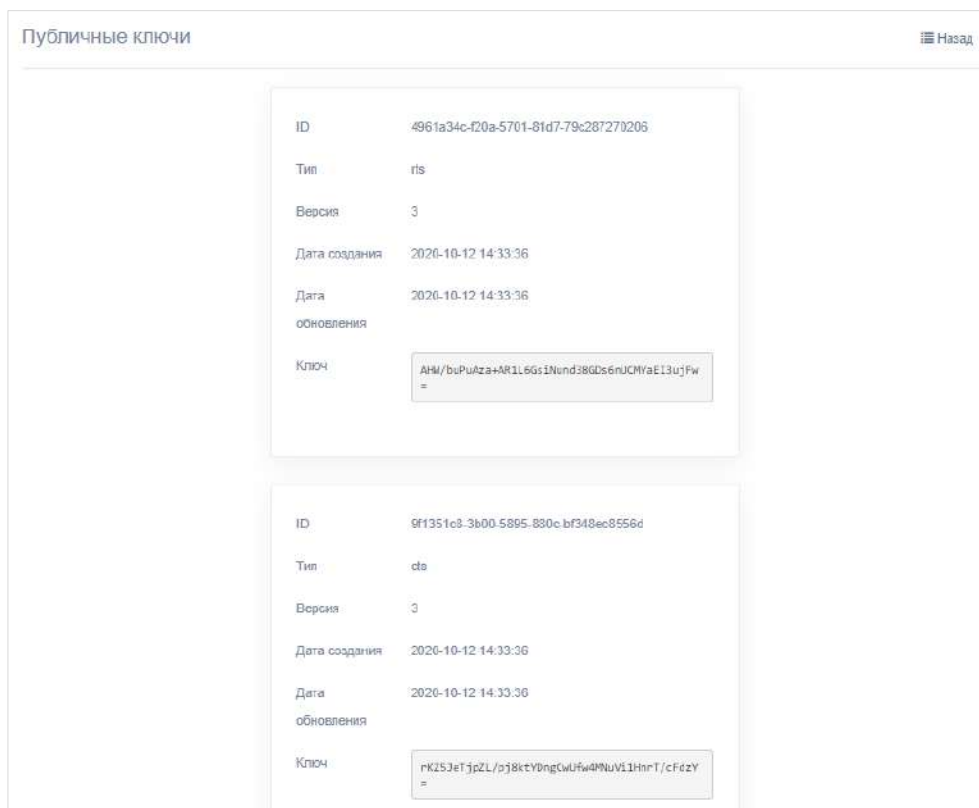 Публичные ключи
Назад
ID 4961a34c-f20a-5701-81d7-79c287270206
Тип rts
Версия 3
Дата создания 2020-10-12 14:33:36
Дата 2020-10-12 14:33:36
обновления
Ключ AHW/buPuAza+AR1L6GsiNund38GDs6nUCMYaEI3ujFw
=
ID 9f1351c8-3b00-5895-880c-bf348ec8556d
Тип cts
Версия 3
Дата создания 2020-10-12 14:33:36
Дата 2020-10-12 14:33:36
обновления
Ключ rKZ5JeTjpZL/pj8ktYDngCwUfw4MNuVi1HnrT/cFdzY
=